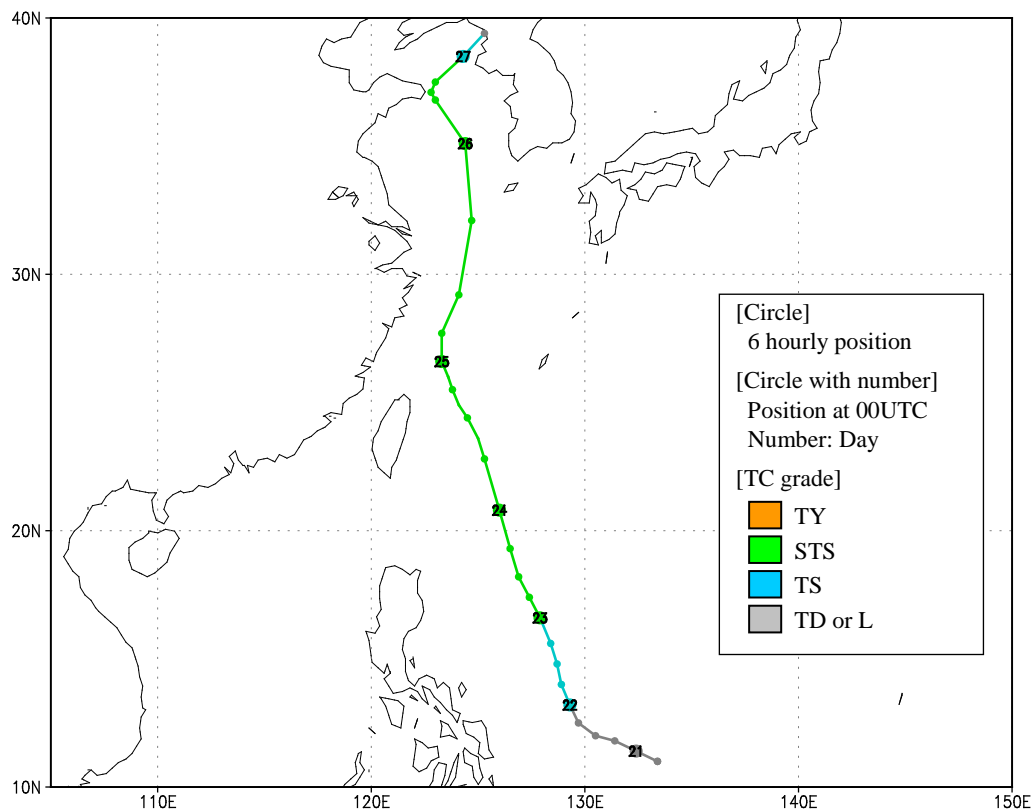 40N
27
26
30N
[Circle]
6 hourly position
[Circle with number]
25
Position at 00UTC
Number: Day
[TC grade]
24
TY
20N
STS
TS
23
TD or L
22
21
10N
110E 120E 130E 140E 150E